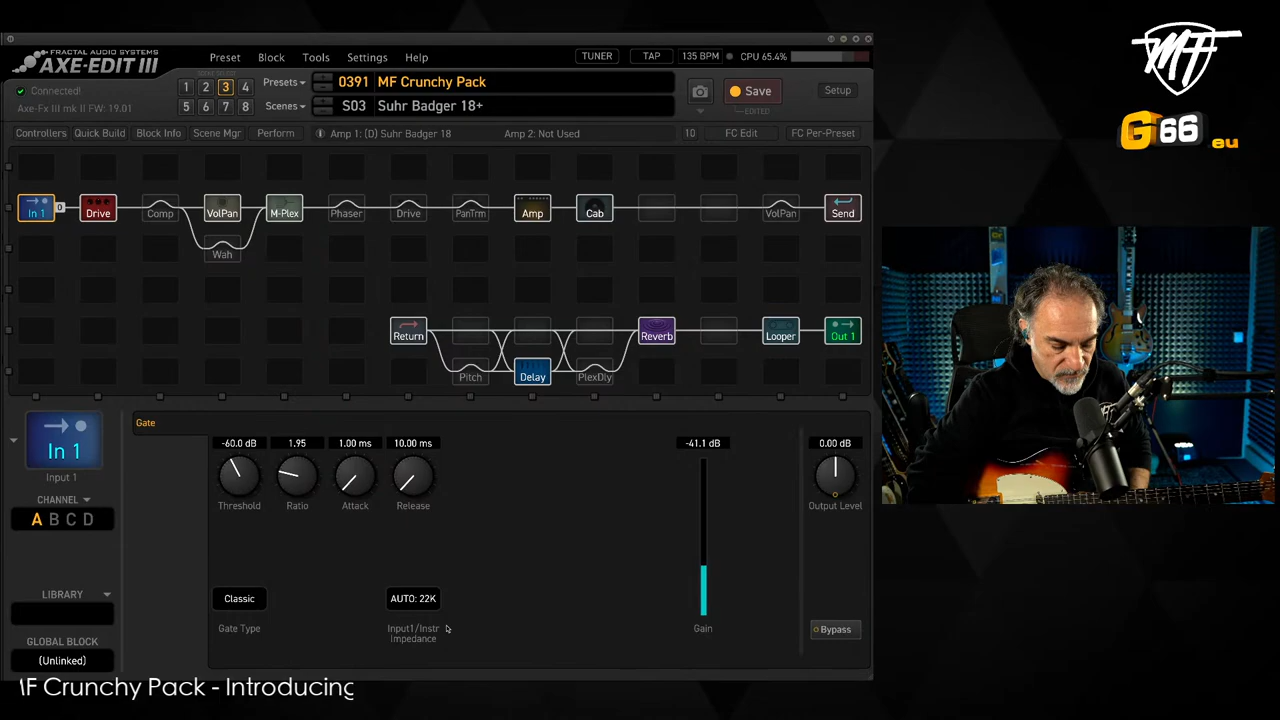 FRACTAL AUDIO SYSTEMS
AXE-EDIT III
Preset Block Tools Settings Help
TUNER TAP 135 BPM CPU 65.4%
Connected!
Axe-Fx III mk II FW: 19.01
SCENE SELECT
1 2 3 4
5 6 7 8
Presets 0391 MF Crunchy Pack
Scenes S03 Suhr Badger 18+
Save
EDITED
Setup
Controllers Quick Build Block Info Scene Mgr Perform
Amp 1: (D) Suhr Badger 18 Amp 2: Not Used
10 FC Edit FC Per-Preset
In 1 0 Drive Comp VolPan M-Plex Phaser Drive PanTrm Amp Cab VolPan Send
Wah
Return Reverb Looper Out 1
Pitch Delay PlexDly
In 1
Input 1
CHANNEL
A B C D
LIBRARY
GLOBAL BLOCK
(Unlinked)
Gate
-60.0 dB 1.95 1.00 ms 10.00 ms -41.1 dB 0.00 dB
Threshold Ratio Attack Release Output Level
Classic AUTO: 22K
Gate Type Input1/Instr Impedance Gain
Bypass
MF Crunchy Pack - Introducing
MF
G66.eu